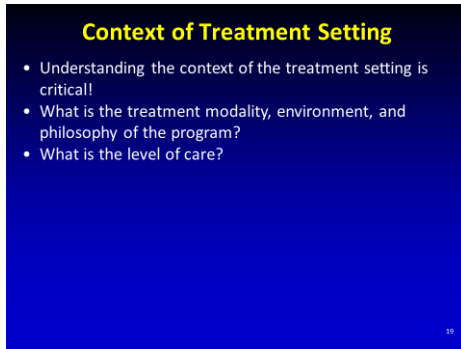 Context of Treatment Setting
• Understanding the context of the treatment setting is
critical!
• What is the treatment modality, environment, and
philosophy of the program?
• What is the level of care?
19